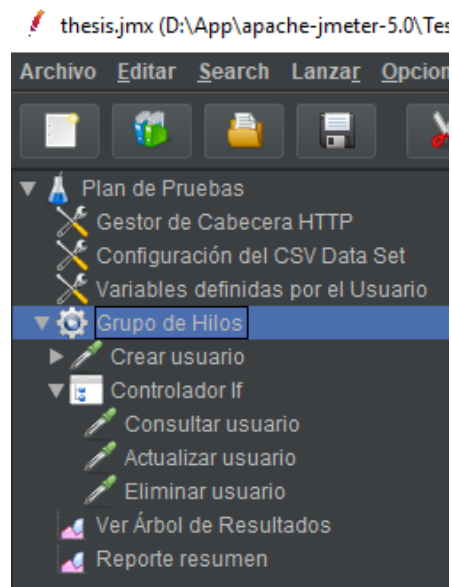 thesis.jmx (D:\App\apache-jmeter-5.0\Tes
Archivo Editar Search Lanzar Opcion
Plan de Pruebas
Gestor de Cabecera HTTP
Configuración del CSV Data Set
Variables definidas por el Usuario
Grupo de Hilos
Crear usuario
Controlador If
Consultar usuario
Actualizar usuario
Eliminar usuario
Ver Árbol de Resultados
Reporte resumen